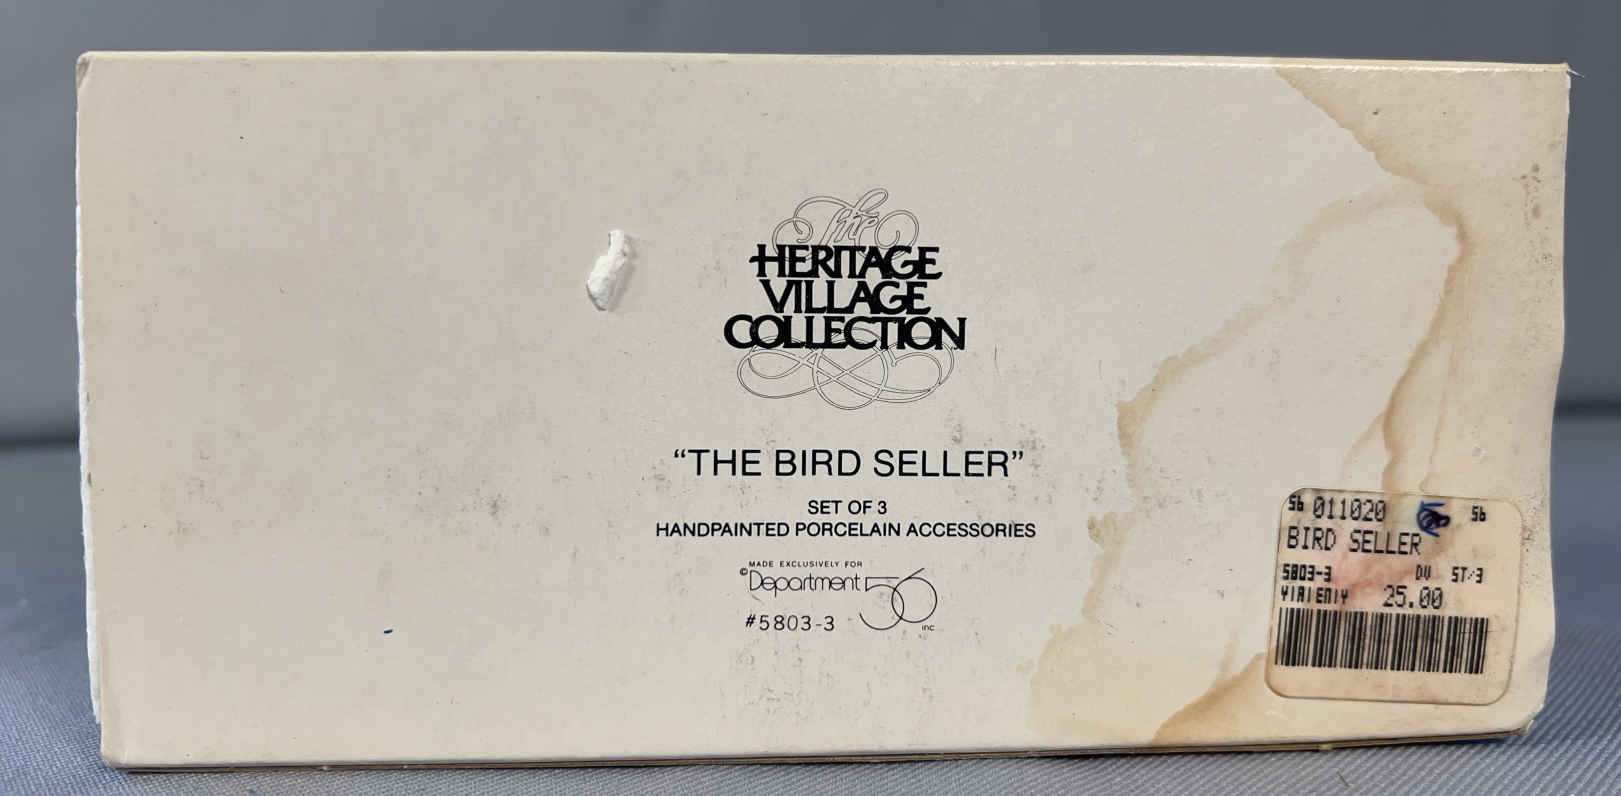 The
HERITAGE
VILLAGE
COLLECTION
“THE BIRD SELLER”
SET OF 3
HANDPAINTED PORCELAIN ACCESSORIES
MADE EXCLUSIVELY FOR
©Department 56
inc
#5803-3
56 011020 56
BIRD SELLER
5803-3 DV ST.3
25.00